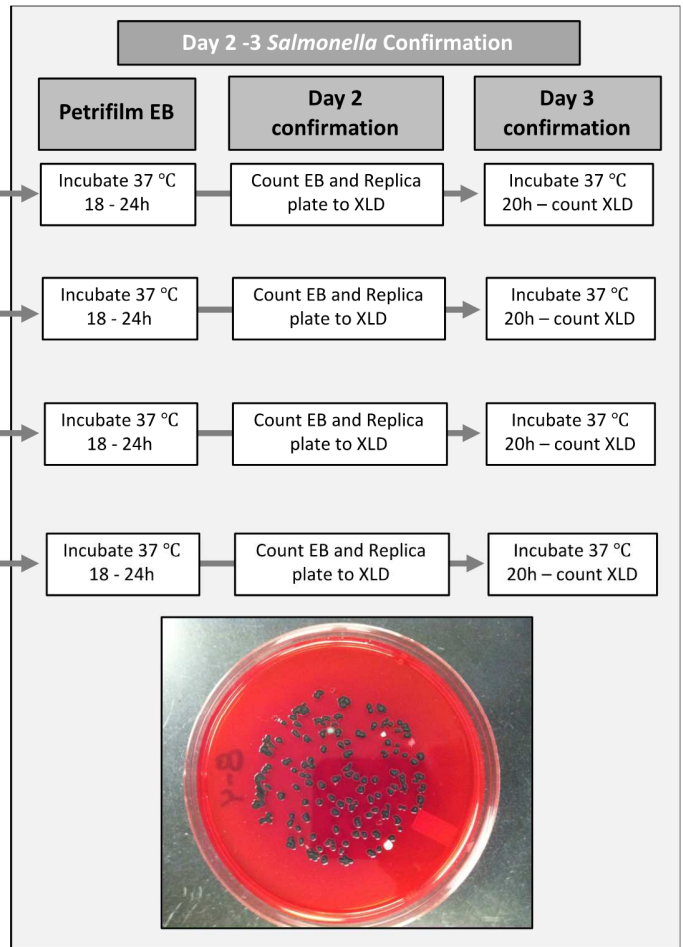 Day 2 -3 Salmonella Confirmation
Petrifilm EB
Day 2
confirmation
Day 3
confirmation
Incubate 37 °C
18 - 24h
Count EB and Replica
plate to XLD
Incubate 37 °C
20h – count XLD
Incubate 37 °C
18 - 24h
Count EB and Replica
plate to XLD
Incubate 37 °C
20h – count XLD
Incubate 37 °C
18 - 24h
Count EB and Replica
plate to XLD
Incubate 37 °C
20h – count XLD
Incubate 37 °C
18 - 24h
Count EB and Replica
plate to XLD
Incubate 37 °C
20h – count XLD